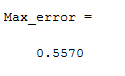 Max_error =
0.5570